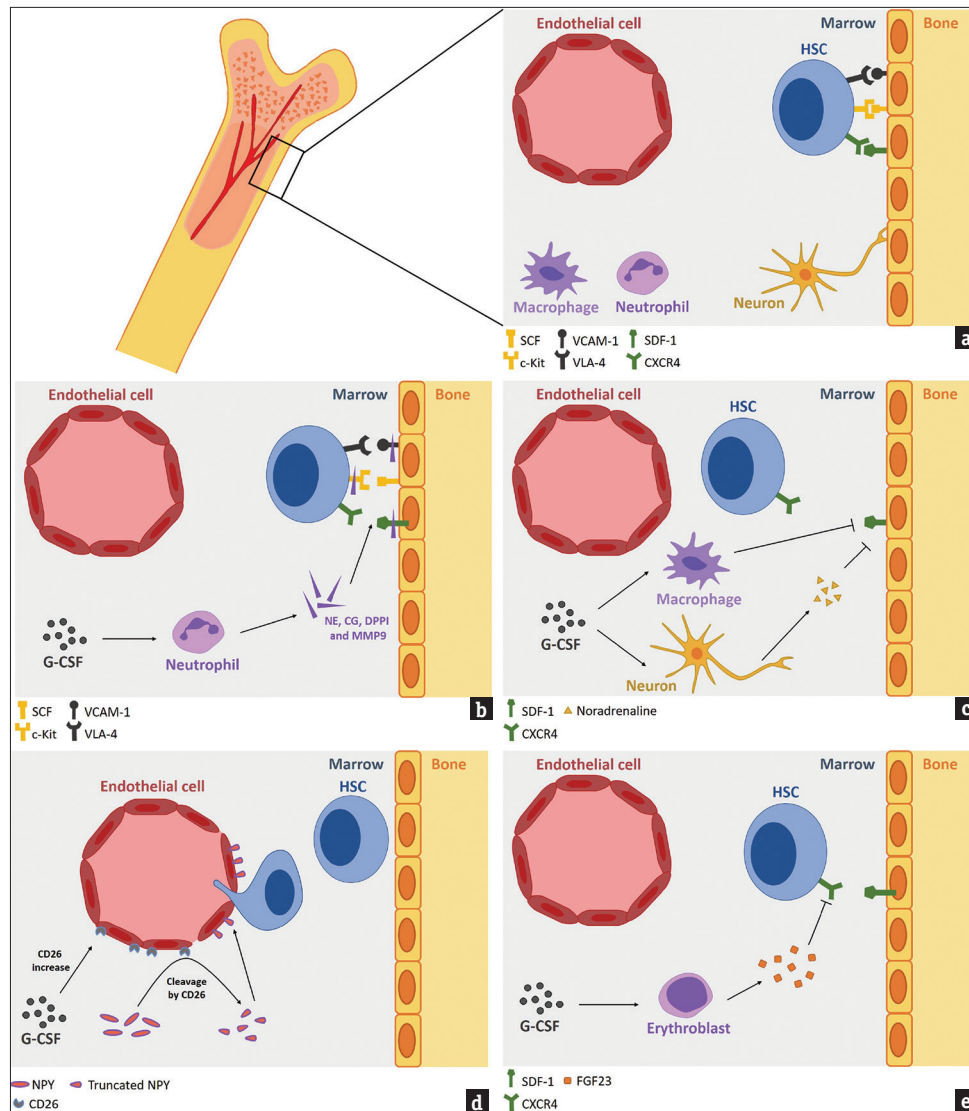 Endothelial cell
Marrow
Bone
HSC
Macrophage
Neutrophil
Neuron
a
SCF VCAM-1 SDF-1
c-Kit VLA-4 CXCR4
Endothelial cell
Marrow
Bone
NE, CG, DPPI
and MMP9
G-CSF
Neutrophil
b
SCF VCAM-1
c-Kit VLA-4
Endothelial cell
Marrow
Bone
HSC
Macrophage
G-CSF
Neuron
c
SDF-1 Noradrenaline
CXCR4
Endothelial cell
Marrow
Bone
HSC
CD26
increase
Cleavage
by CD26
G-CSF
d
NPY Truncated NPY
CD26
Endothelial cell
Marrow
Bone
HSC
G-CSF
Erythroblast
e
SDF-1 FGF23
CXCR4